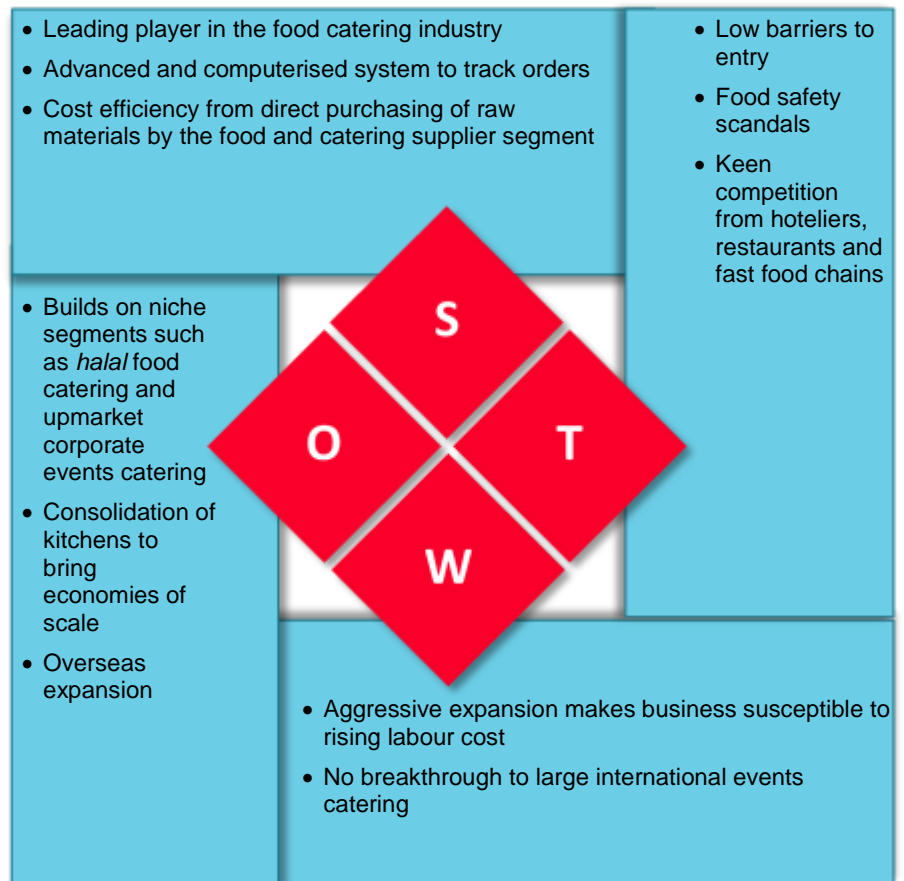 • Leading player in the food catering industry
• Advanced and computerised system to track orders
• Cost efficiency from direct purchasing of raw
materials by the food and catering supplier segment
• Low barriers to
entry
• Food safety
scandals
• Keen
competition
from hoteliers,
restaurants and
fast food chains
• Builds on niche
segments such
as halal food
catering and
upmarket
corporate
events catering
• Consolidation of
kitchens to
bring
economies of
scale
• Overseas
expansion
S
O
T
W
• Aggressive expansion makes business susceptible to
rising labour cost
• No breakthrough to large international events
catering